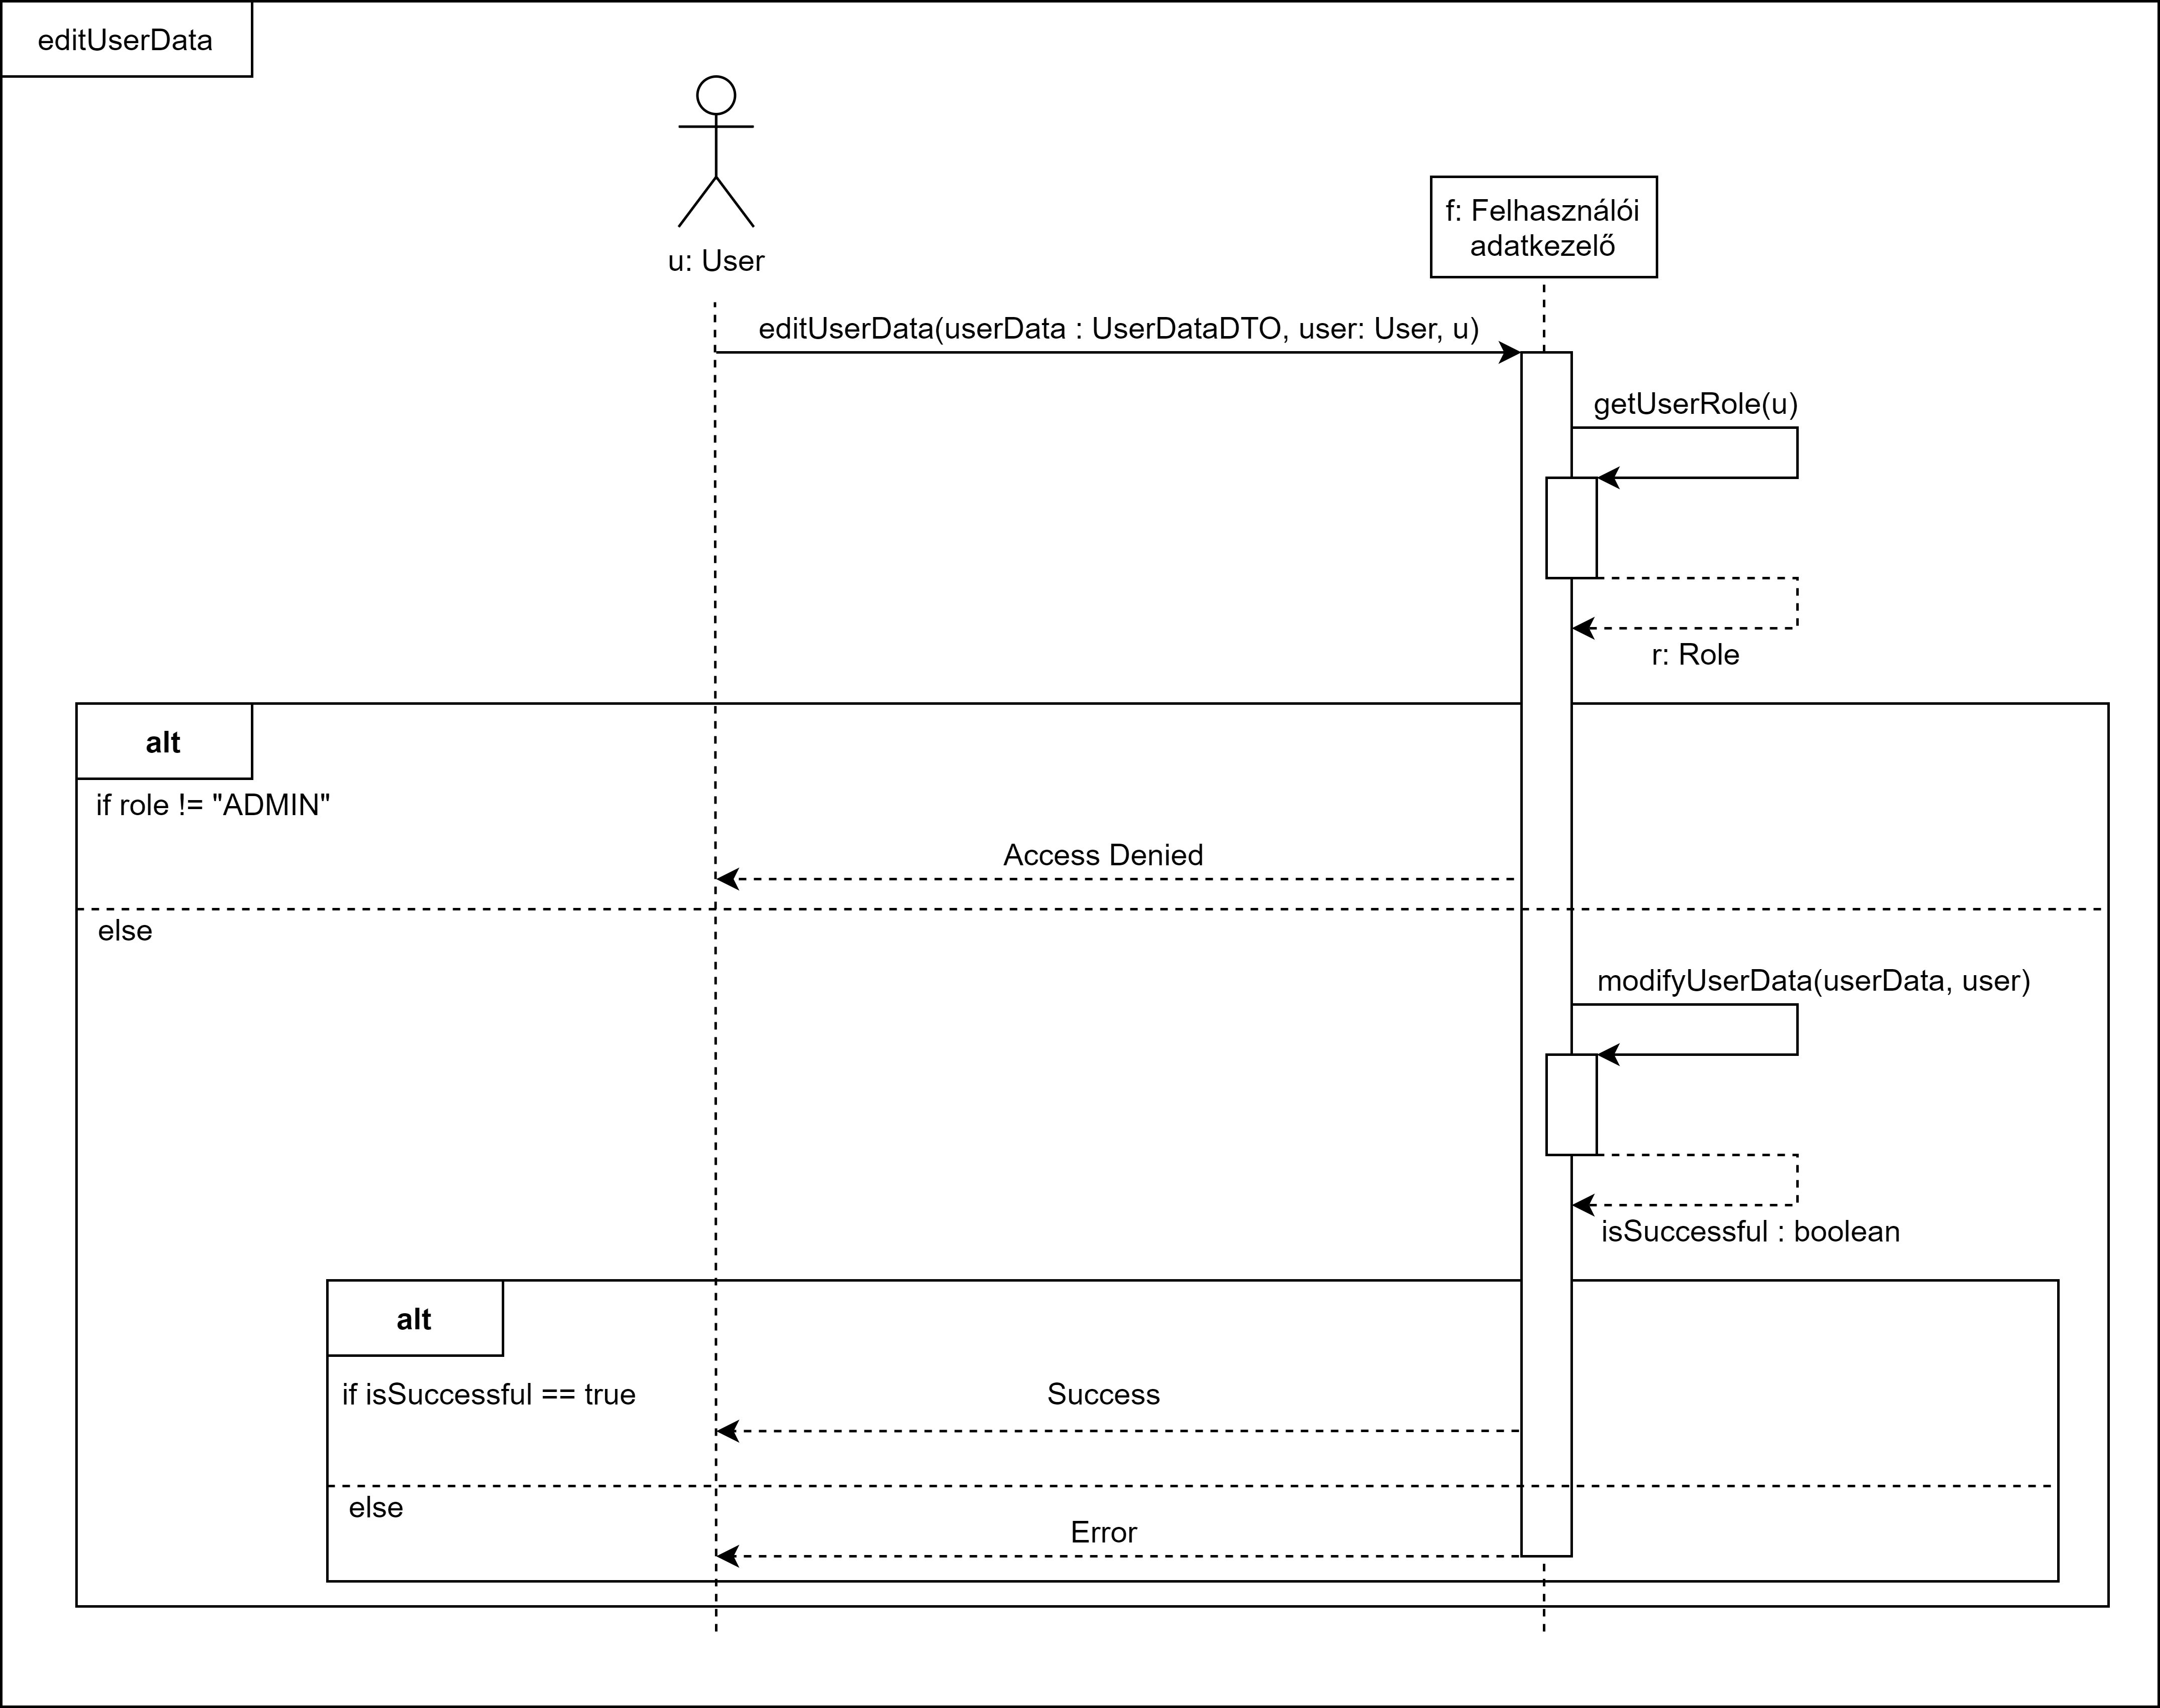 editUserData
u: User
f: Felhasználói
adatkezelő
editUserData(userData : UserDataDTO, user: User, u)
getUserRole(u)
r: Role
alt
if role != "ADMIN"
Access Denied
else
modifyUserData(userData, user)
isSuccessful : boolean
alt
if isSuccessful == true
Success
else
Error